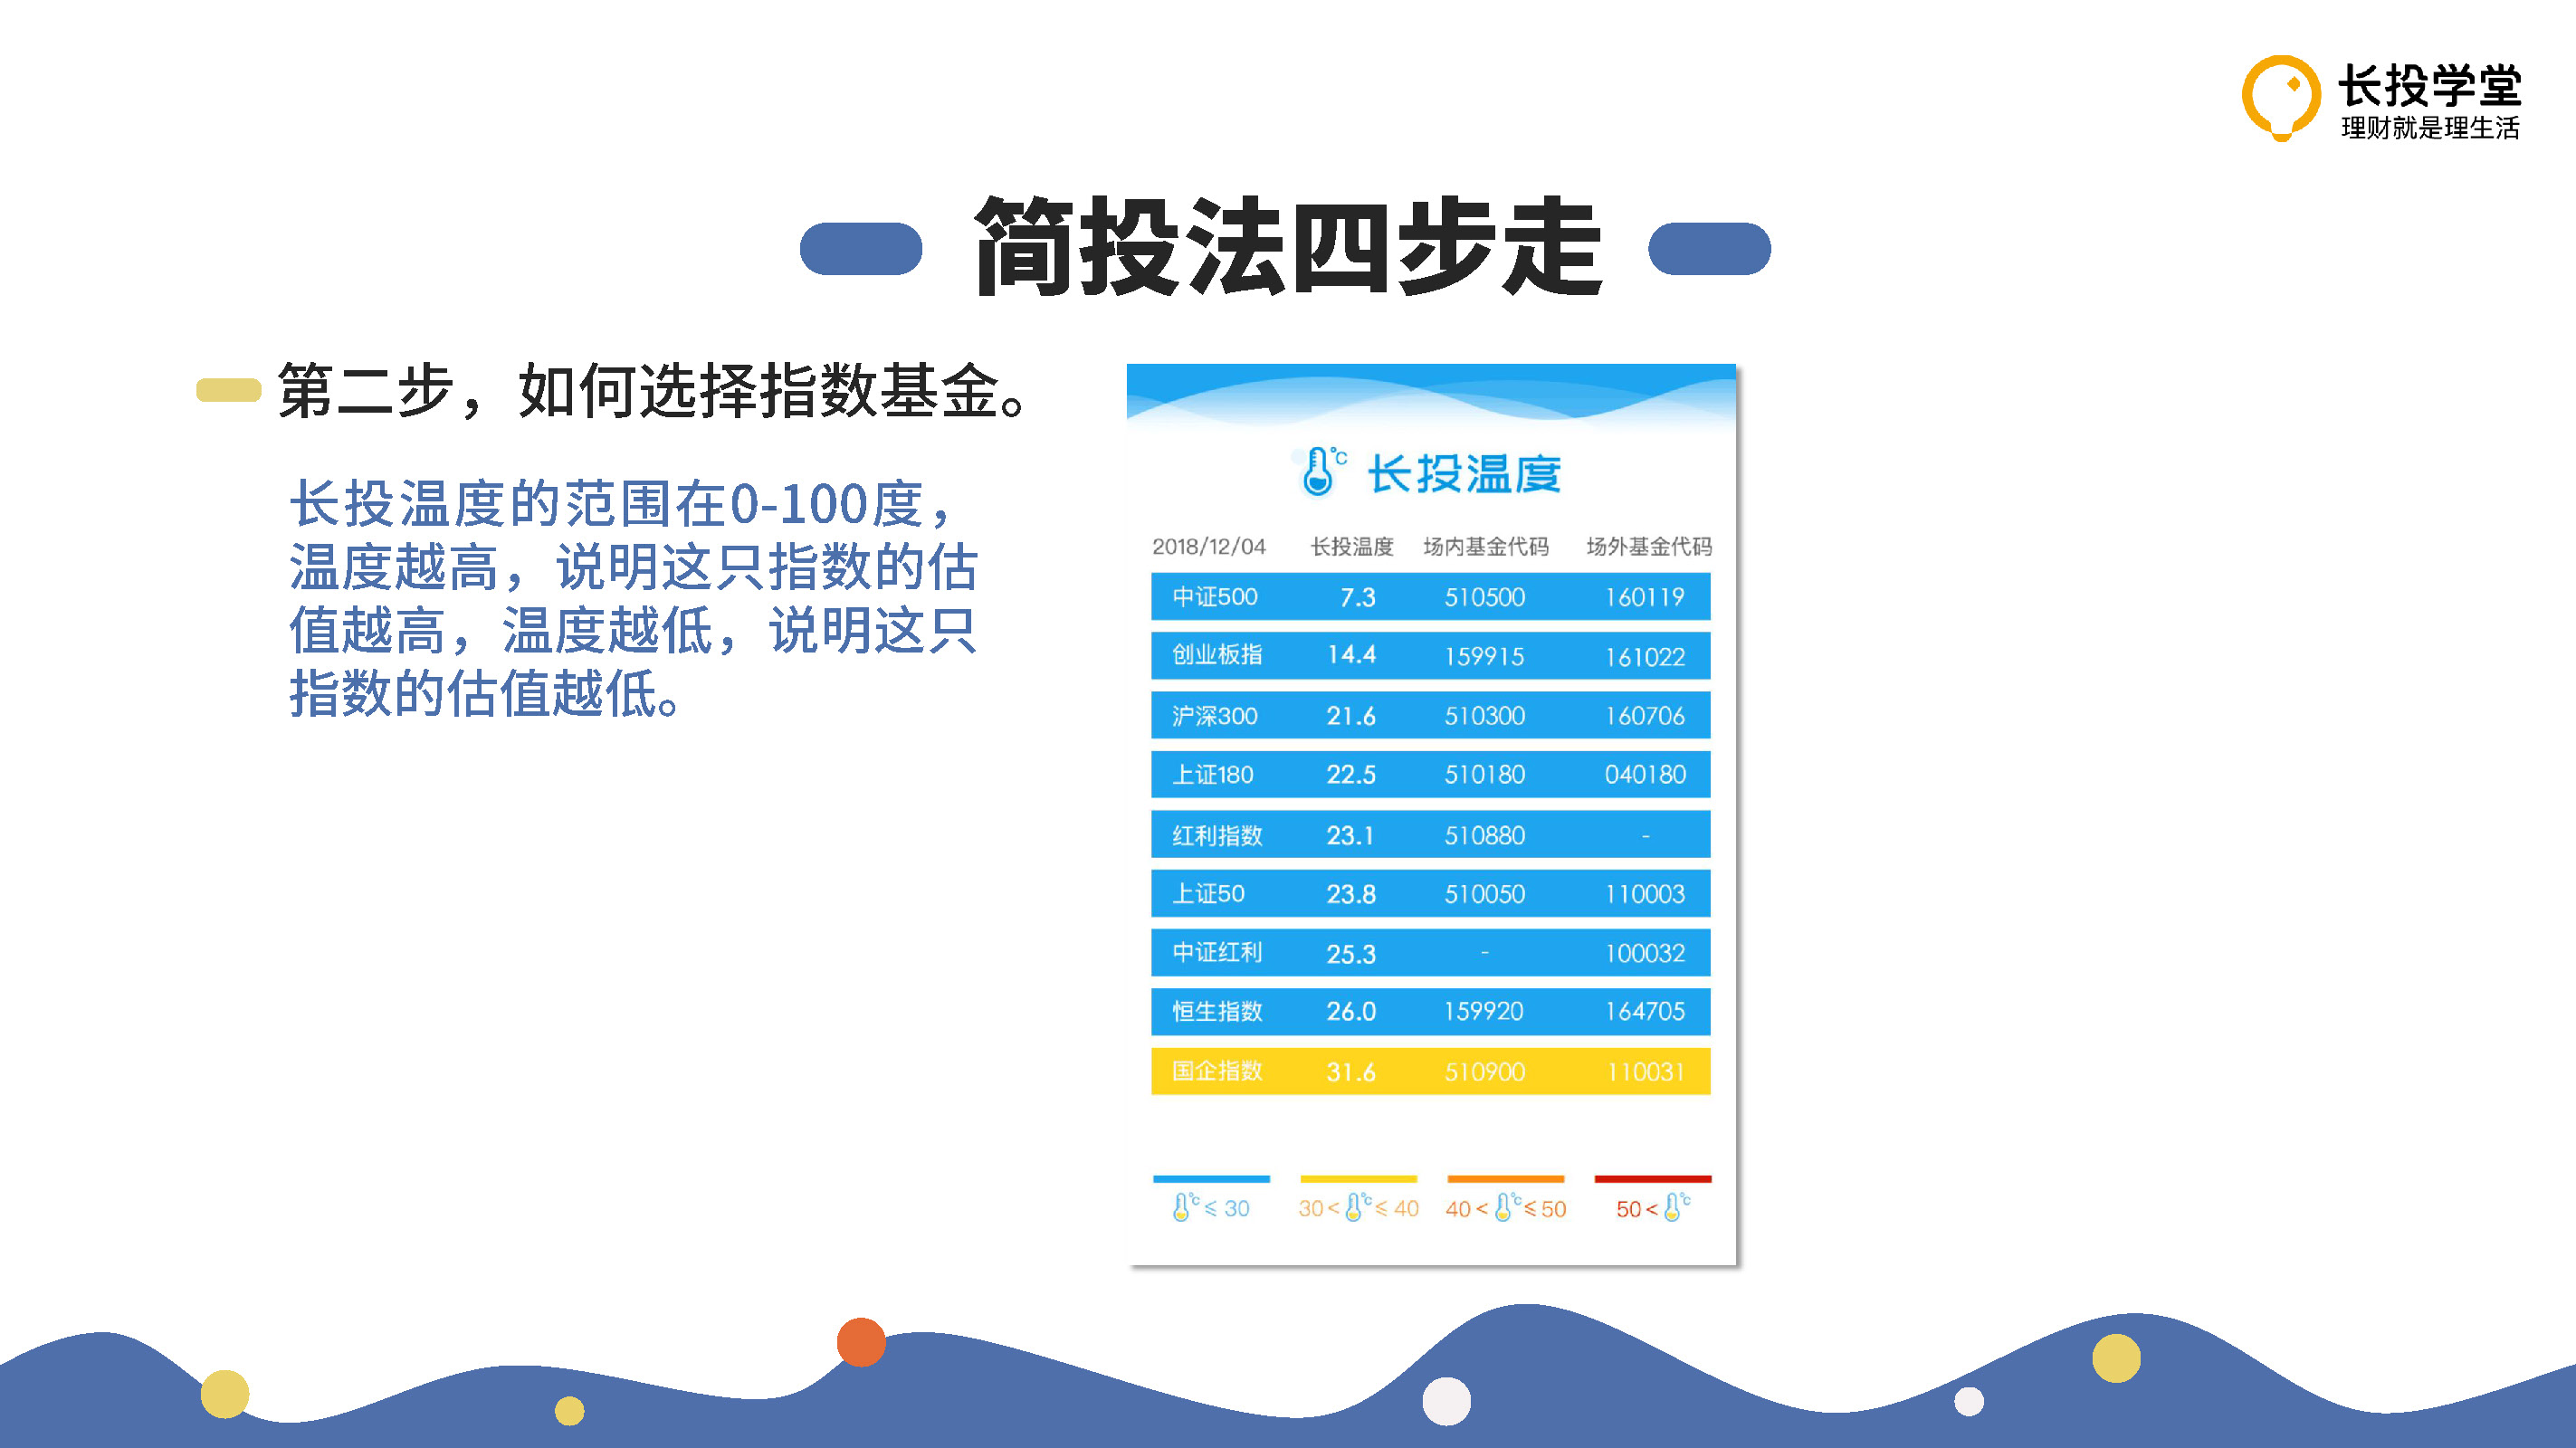 长投学堂
理财就是理生活
简投法四步走
第二步，如何选择指数基金。
长投温度的范围在0-100度，
温度越高，说明这只指数的估
值越高，温度越低，说明这只
指数的估值越低。
℃ 长投温度
2018/12/04 长投温度 场内基金代码 场外基金代码
中证500 7.3 510500 160119
创业板指 14.4 159915 161022
沪深300 21.6 510300 160706
上证180 22.5 510180 040180
红利指数 23.1 510880 -
上证50 23.8 510050 110003
中证红利 25.3 - 100032
恒生指数 26.0 159920 164705
国企指数 31.6 510900 110031
℃ ≤ 30 30 < ℃ ≤ 40 40 < ℃ ≤ 50 50 < ℃